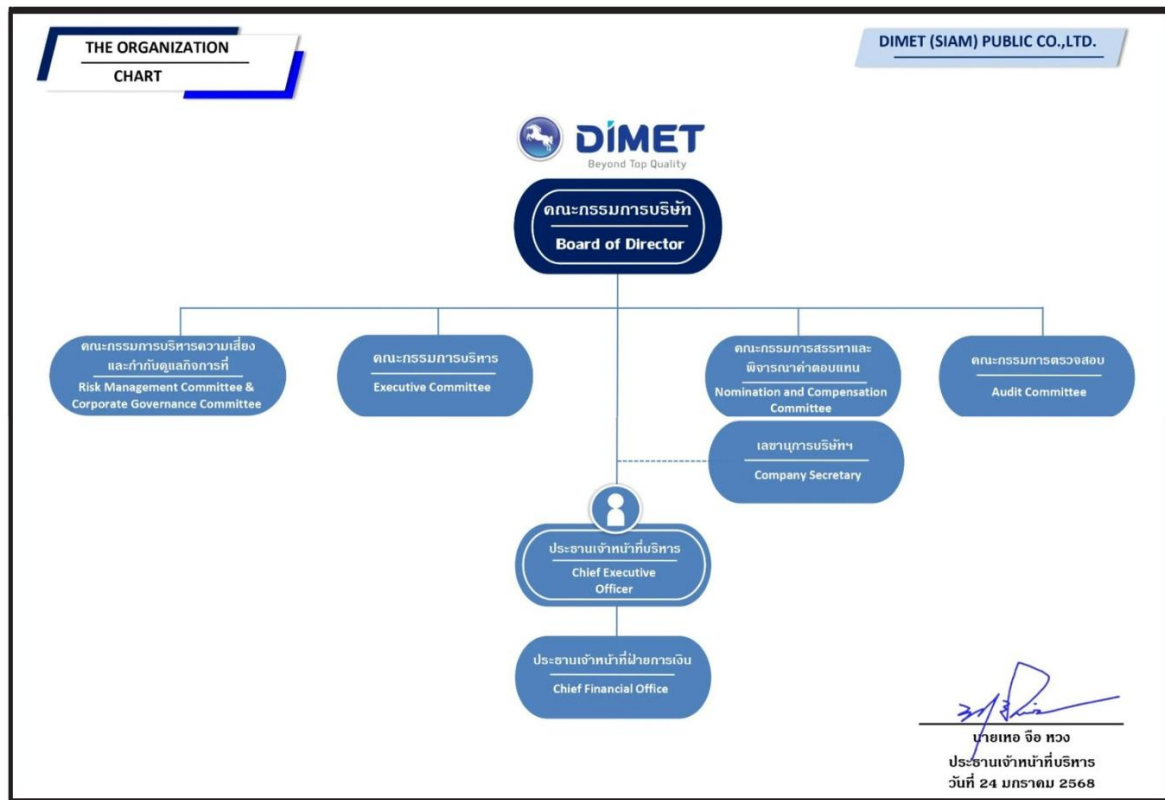 THE ORGANIZATION
CHART
DIMET (SIAM) PUBLIC CO.,LTD.
DIMET
Beyond Top Quality
คณะกรรมการบริษัท
Board of Director
คณะกรรมการบริหารความเสี่ยง
และกำกับดูแลกิจการที่
Risk Management Committee &
Corporate Governance Committee
คณะกรรมการบริหาร
Executive Committee
คณะกรรมการสรรหาและ
พิจารณาค่าตอบแทน
Nomination and Compensation
Committee
คณะกรรมการตรวจสอบ
Audit Committee
เลขานุการบริษัทฯ
Company Secretary
ประธานเจ้าหน้าที่บริหาร
Chief Executive
Officer
ประธานเจ้าหน้าที่ฝ่ายการเงิน
Chief Financial Office
นายเทอ จือ หวง
ประธานเจ้าหน้าที่บริหาร
วันที่ 24 มกราคม 2568